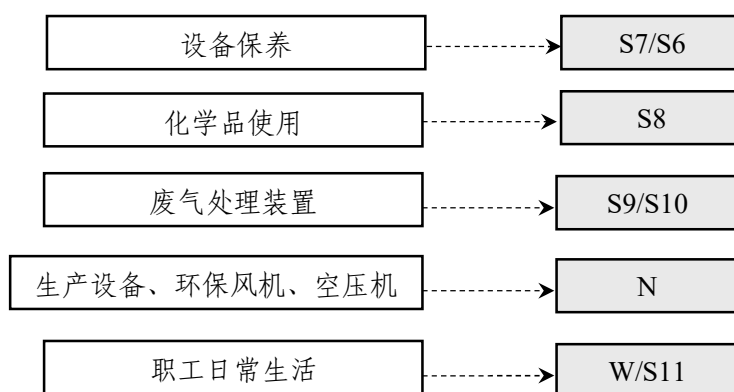 设备保养 S7/S6
化学品使用 S8
废气处理装置 S9/S10
生产设备、环保风机、空压机 N
职工日常生活 W/S11